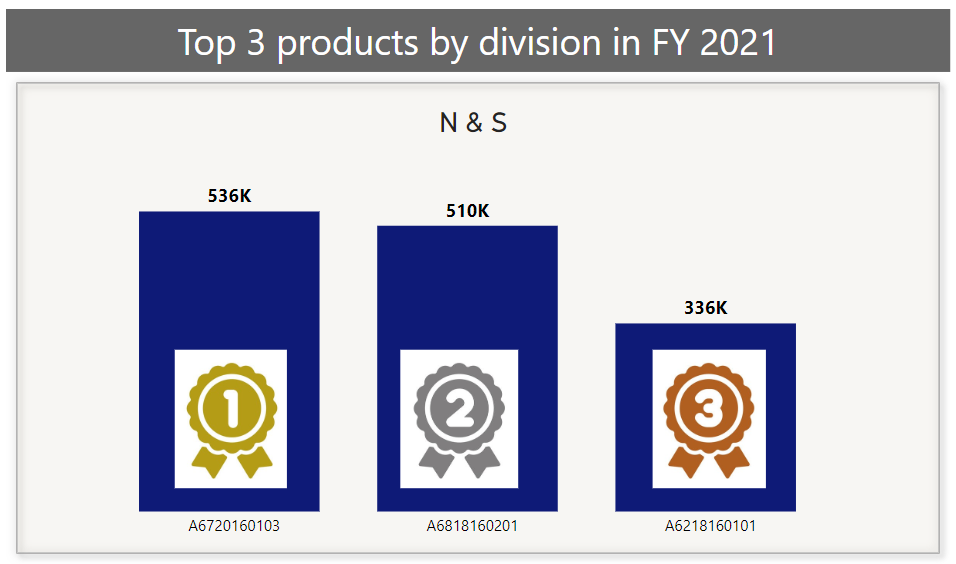 Top 3 products by division in FY 2021
N & S
536K
510K
336K
1
2
3
A6720160103
A6818160201
A6218160101